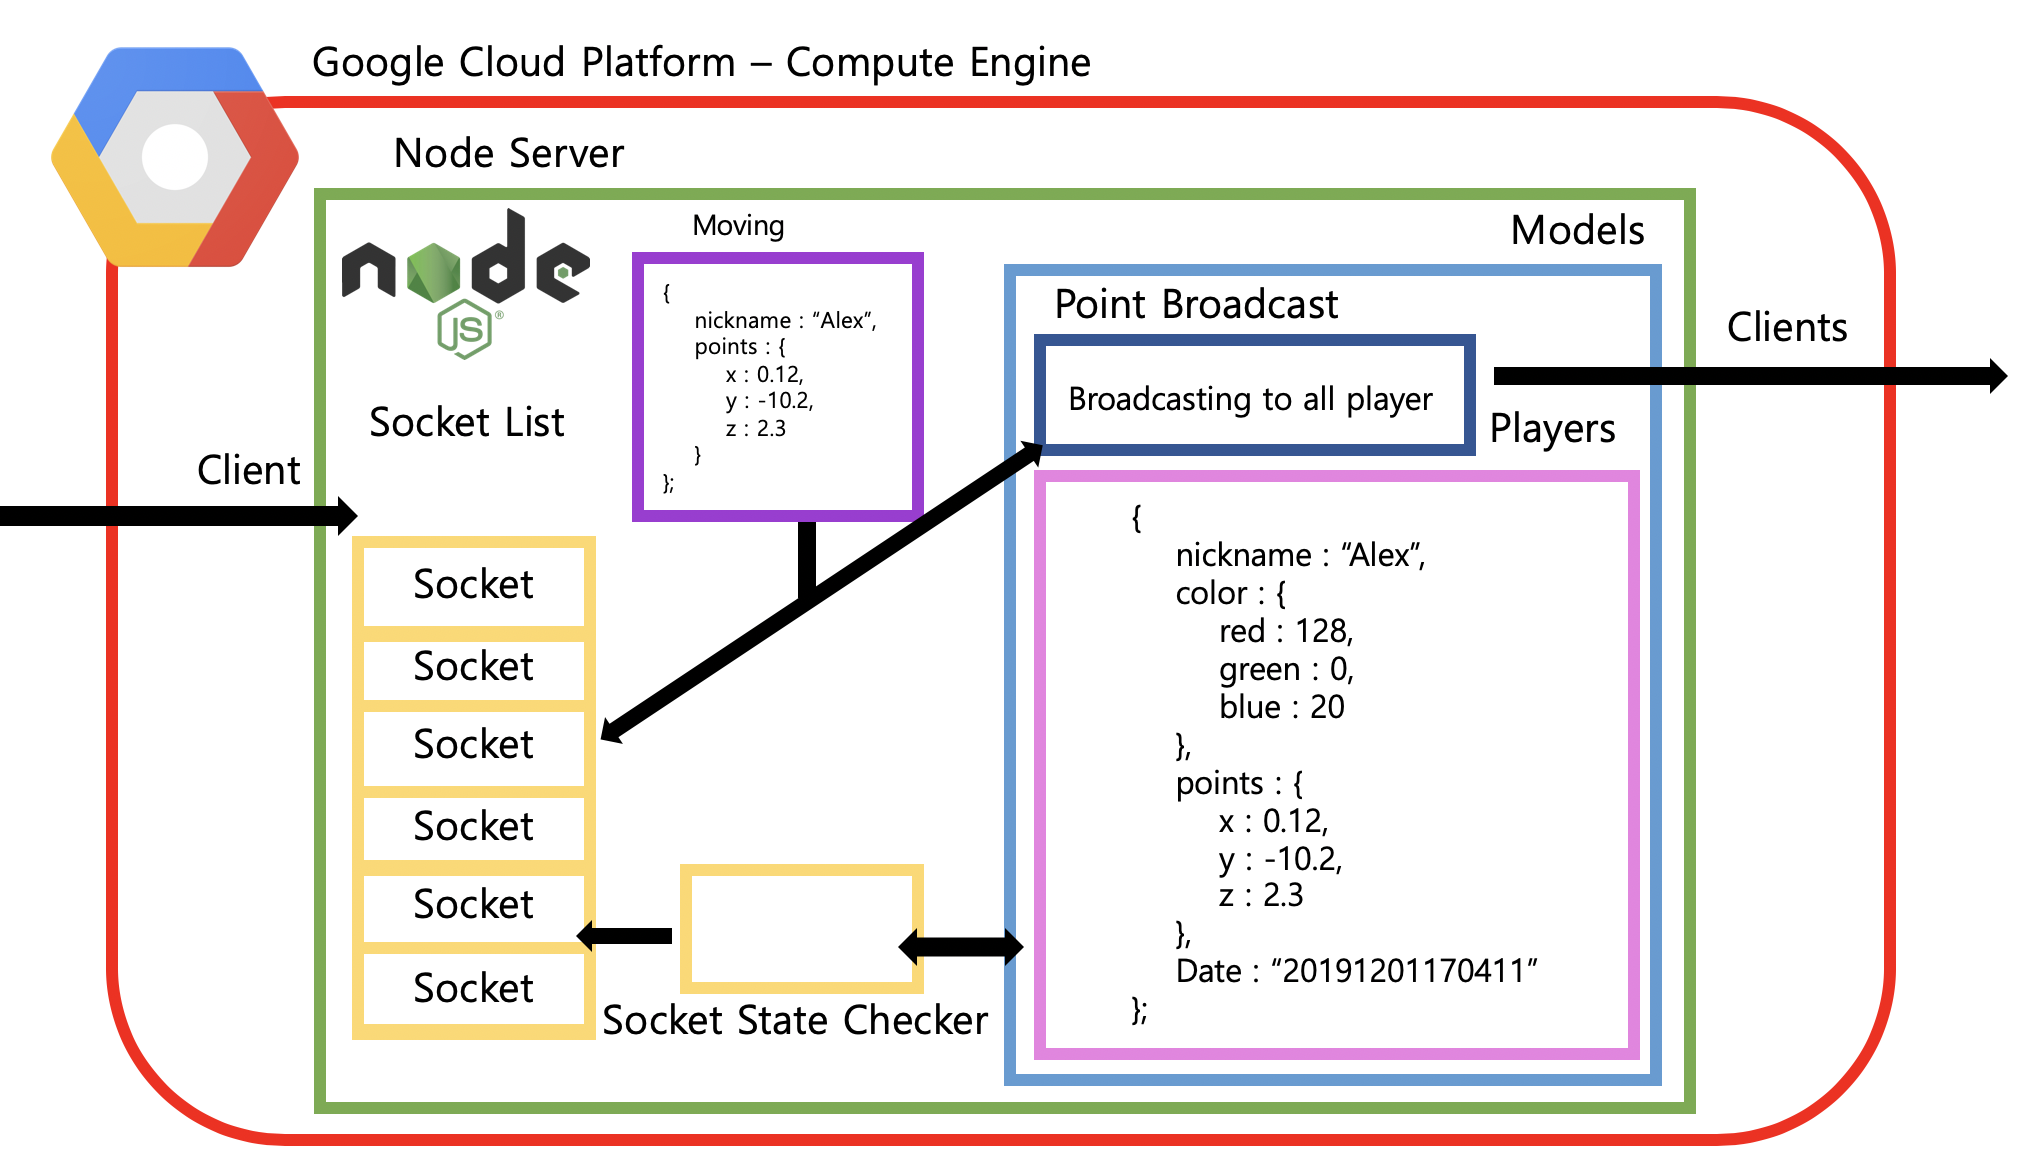 Google Cloud Platform – Compute Engine
Node Server
node
JS®
Moving
{
nickname : “Alex”,
points : {
x : 0.12,
y : -10.2,
z : 2.3
}
};
Socket List
Client
Socket
Socket
Socket
Socket
Socket
Socket
Socket State Checker
Models
Point Broadcast
Broadcasting to all player
Clients
Players
{
nickname : “Alex”,
color : {
red : 128,
green : 0,
blue : 20
},
points : {
x : 0.12,
y : -10.2,
z : 2.3
},
Date : “20191201170411”
};